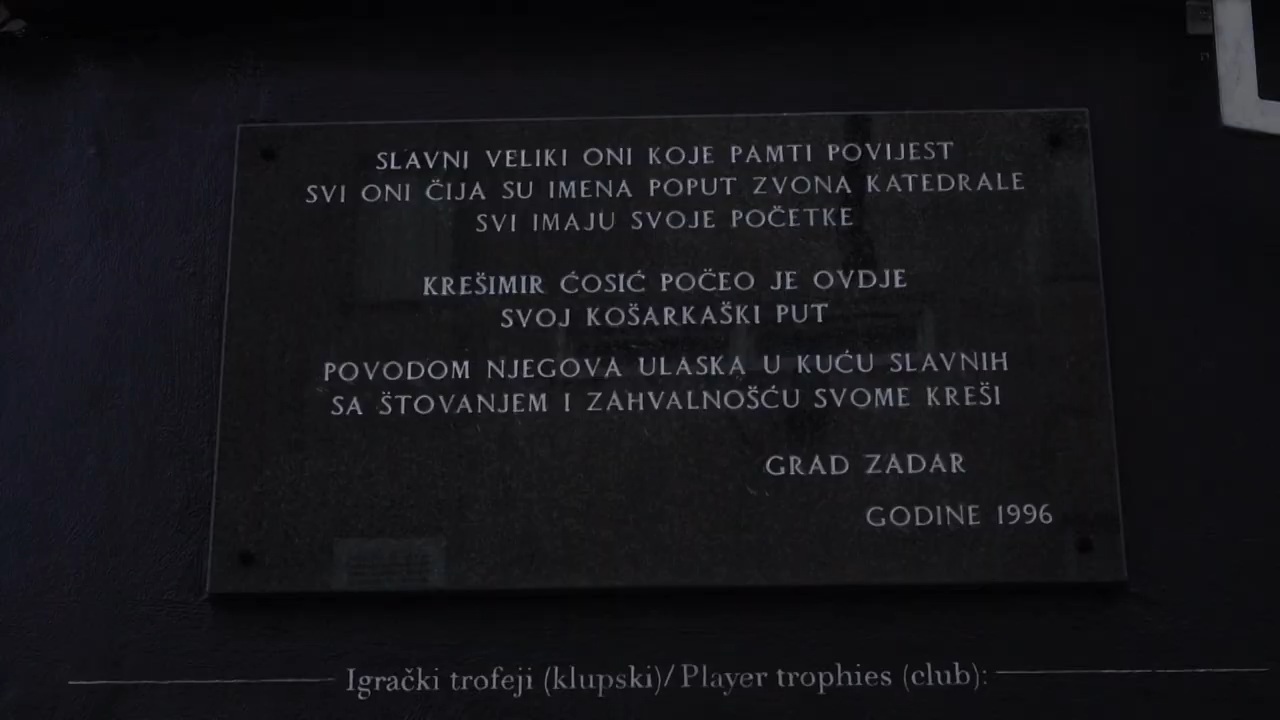 SLAVNI VELIKI ONI KOJE PAMTI POVIJEST
SVI ONI ČIJA SU IMENA POPUT ZVONA KATEDRALE
SVI IMAJU SVOJE POČETKE
KREŠIMIR ĆOSIĆ POČEO JE OVDJE
SVOJ KOŠARKAŠKI PUT
POVODOM NJEGOVA ULASKA U KUĆU SLAVNIH
SA ŠTOVANJEM I ZAHVALNOŠĆU SVOME KREŠI
GRAD ZADAR
GODINE 1996
Igrački trofeji (klupski)/Player trophies (club):